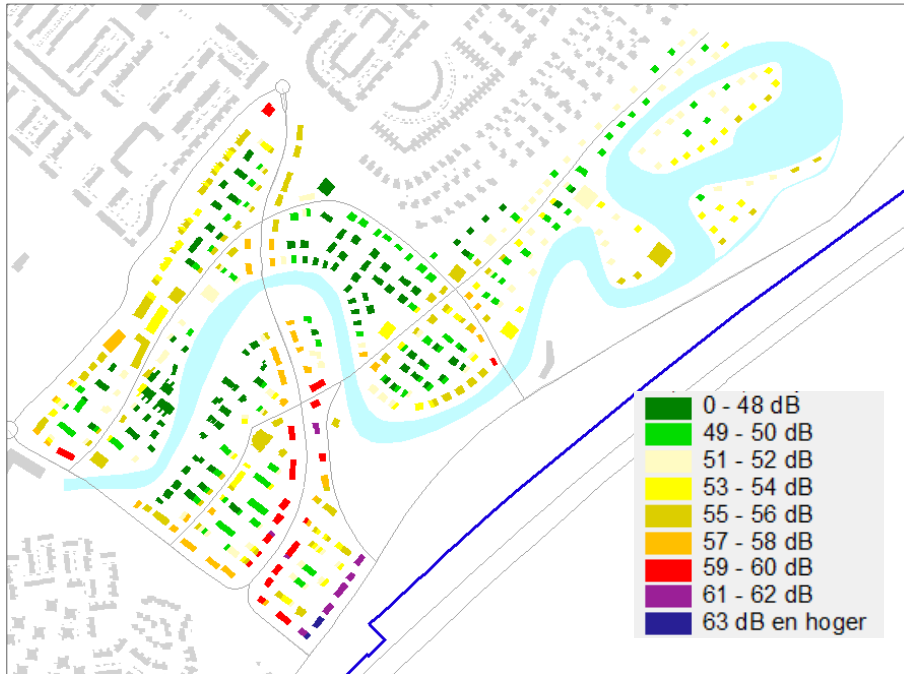 0 - 48 dB
49 - 50 dB
51 - 52 dB
53 - 54 dB
55 - 56 dB
57 - 58 dB
59 - 60 dB
61 - 62 dB
63 dB en hoger